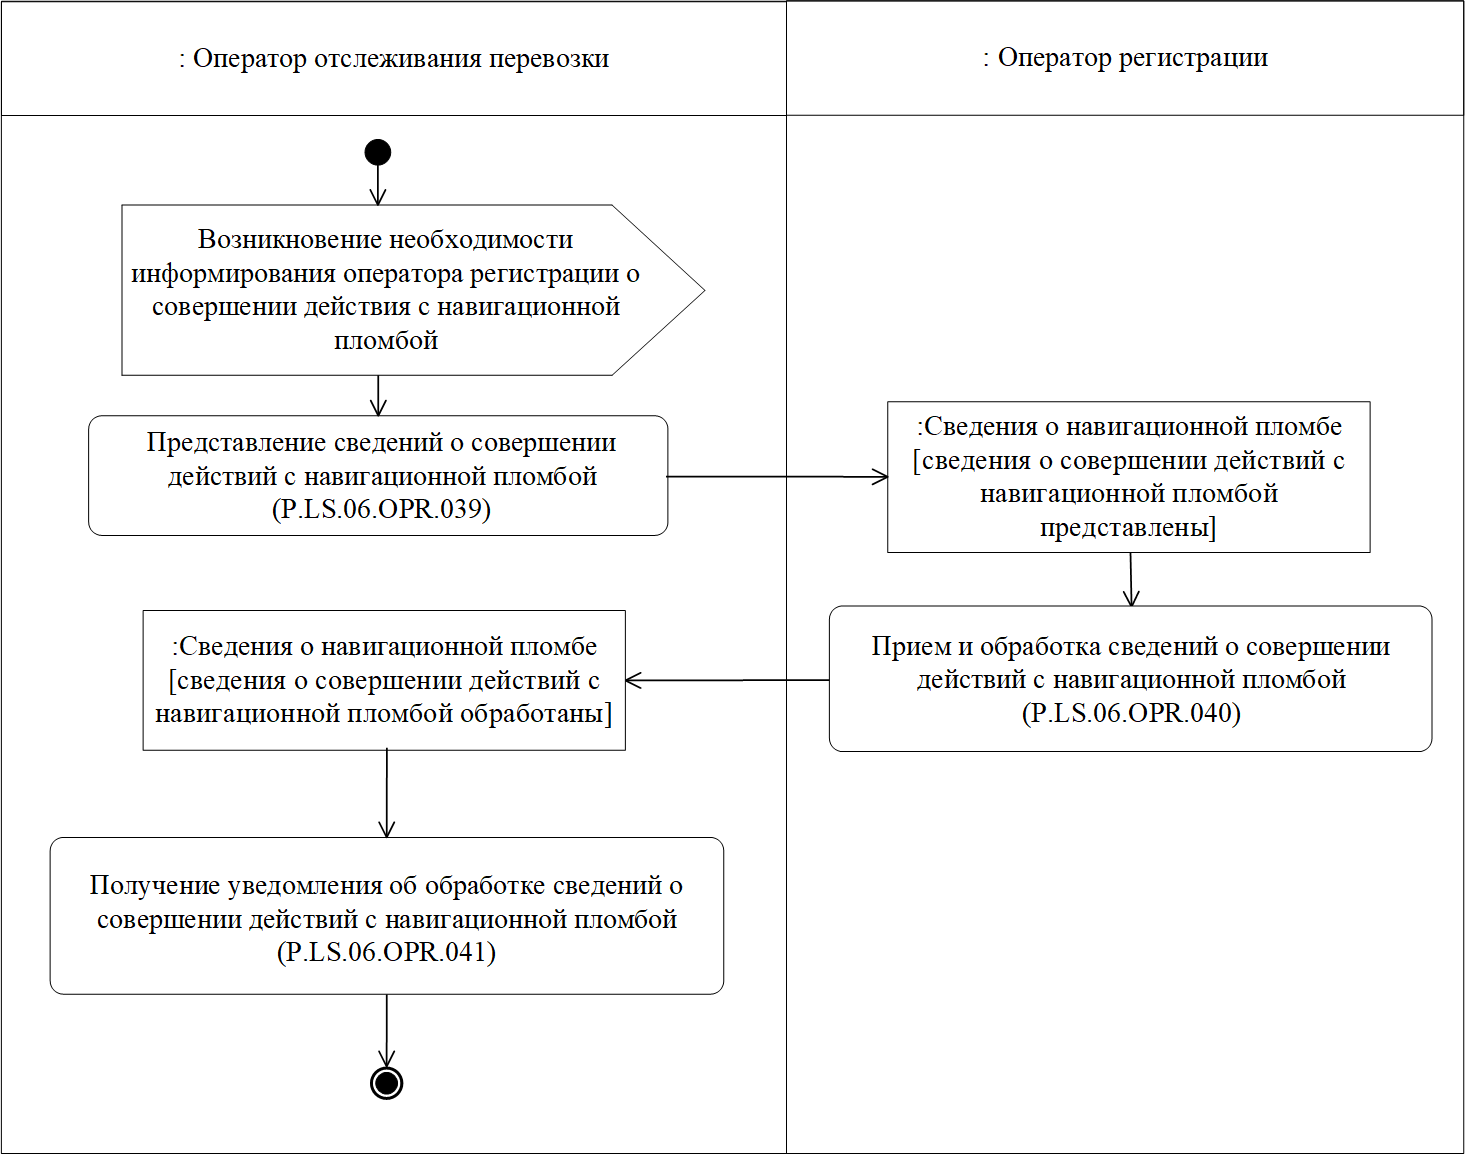 : Оператор отслеживания перевозки
: Оператор регистрации
Возникновение необходимости
информирования оператора регистрации о
совершении действия с навигационной
пломбой
Представление сведений о совершении
действий с навигационной пломбой
(P.LS.06.OPR.039)
:Сведения о навигационной пломбе
[сведения о совершении действий с
навигационной пломбой
представлены]
Прием и обработка сведений о совершении
действий с навигационной пломбой
(P.LS.06.OPR.040)
:Сведения о навигационной пломбе
[сведения о совершении действий с
навигационной пломбой обработаны]
Получение уведомления об обработке сведений о
совершении действий с навигационной пломбой
(P.LS.06.OPR.041)